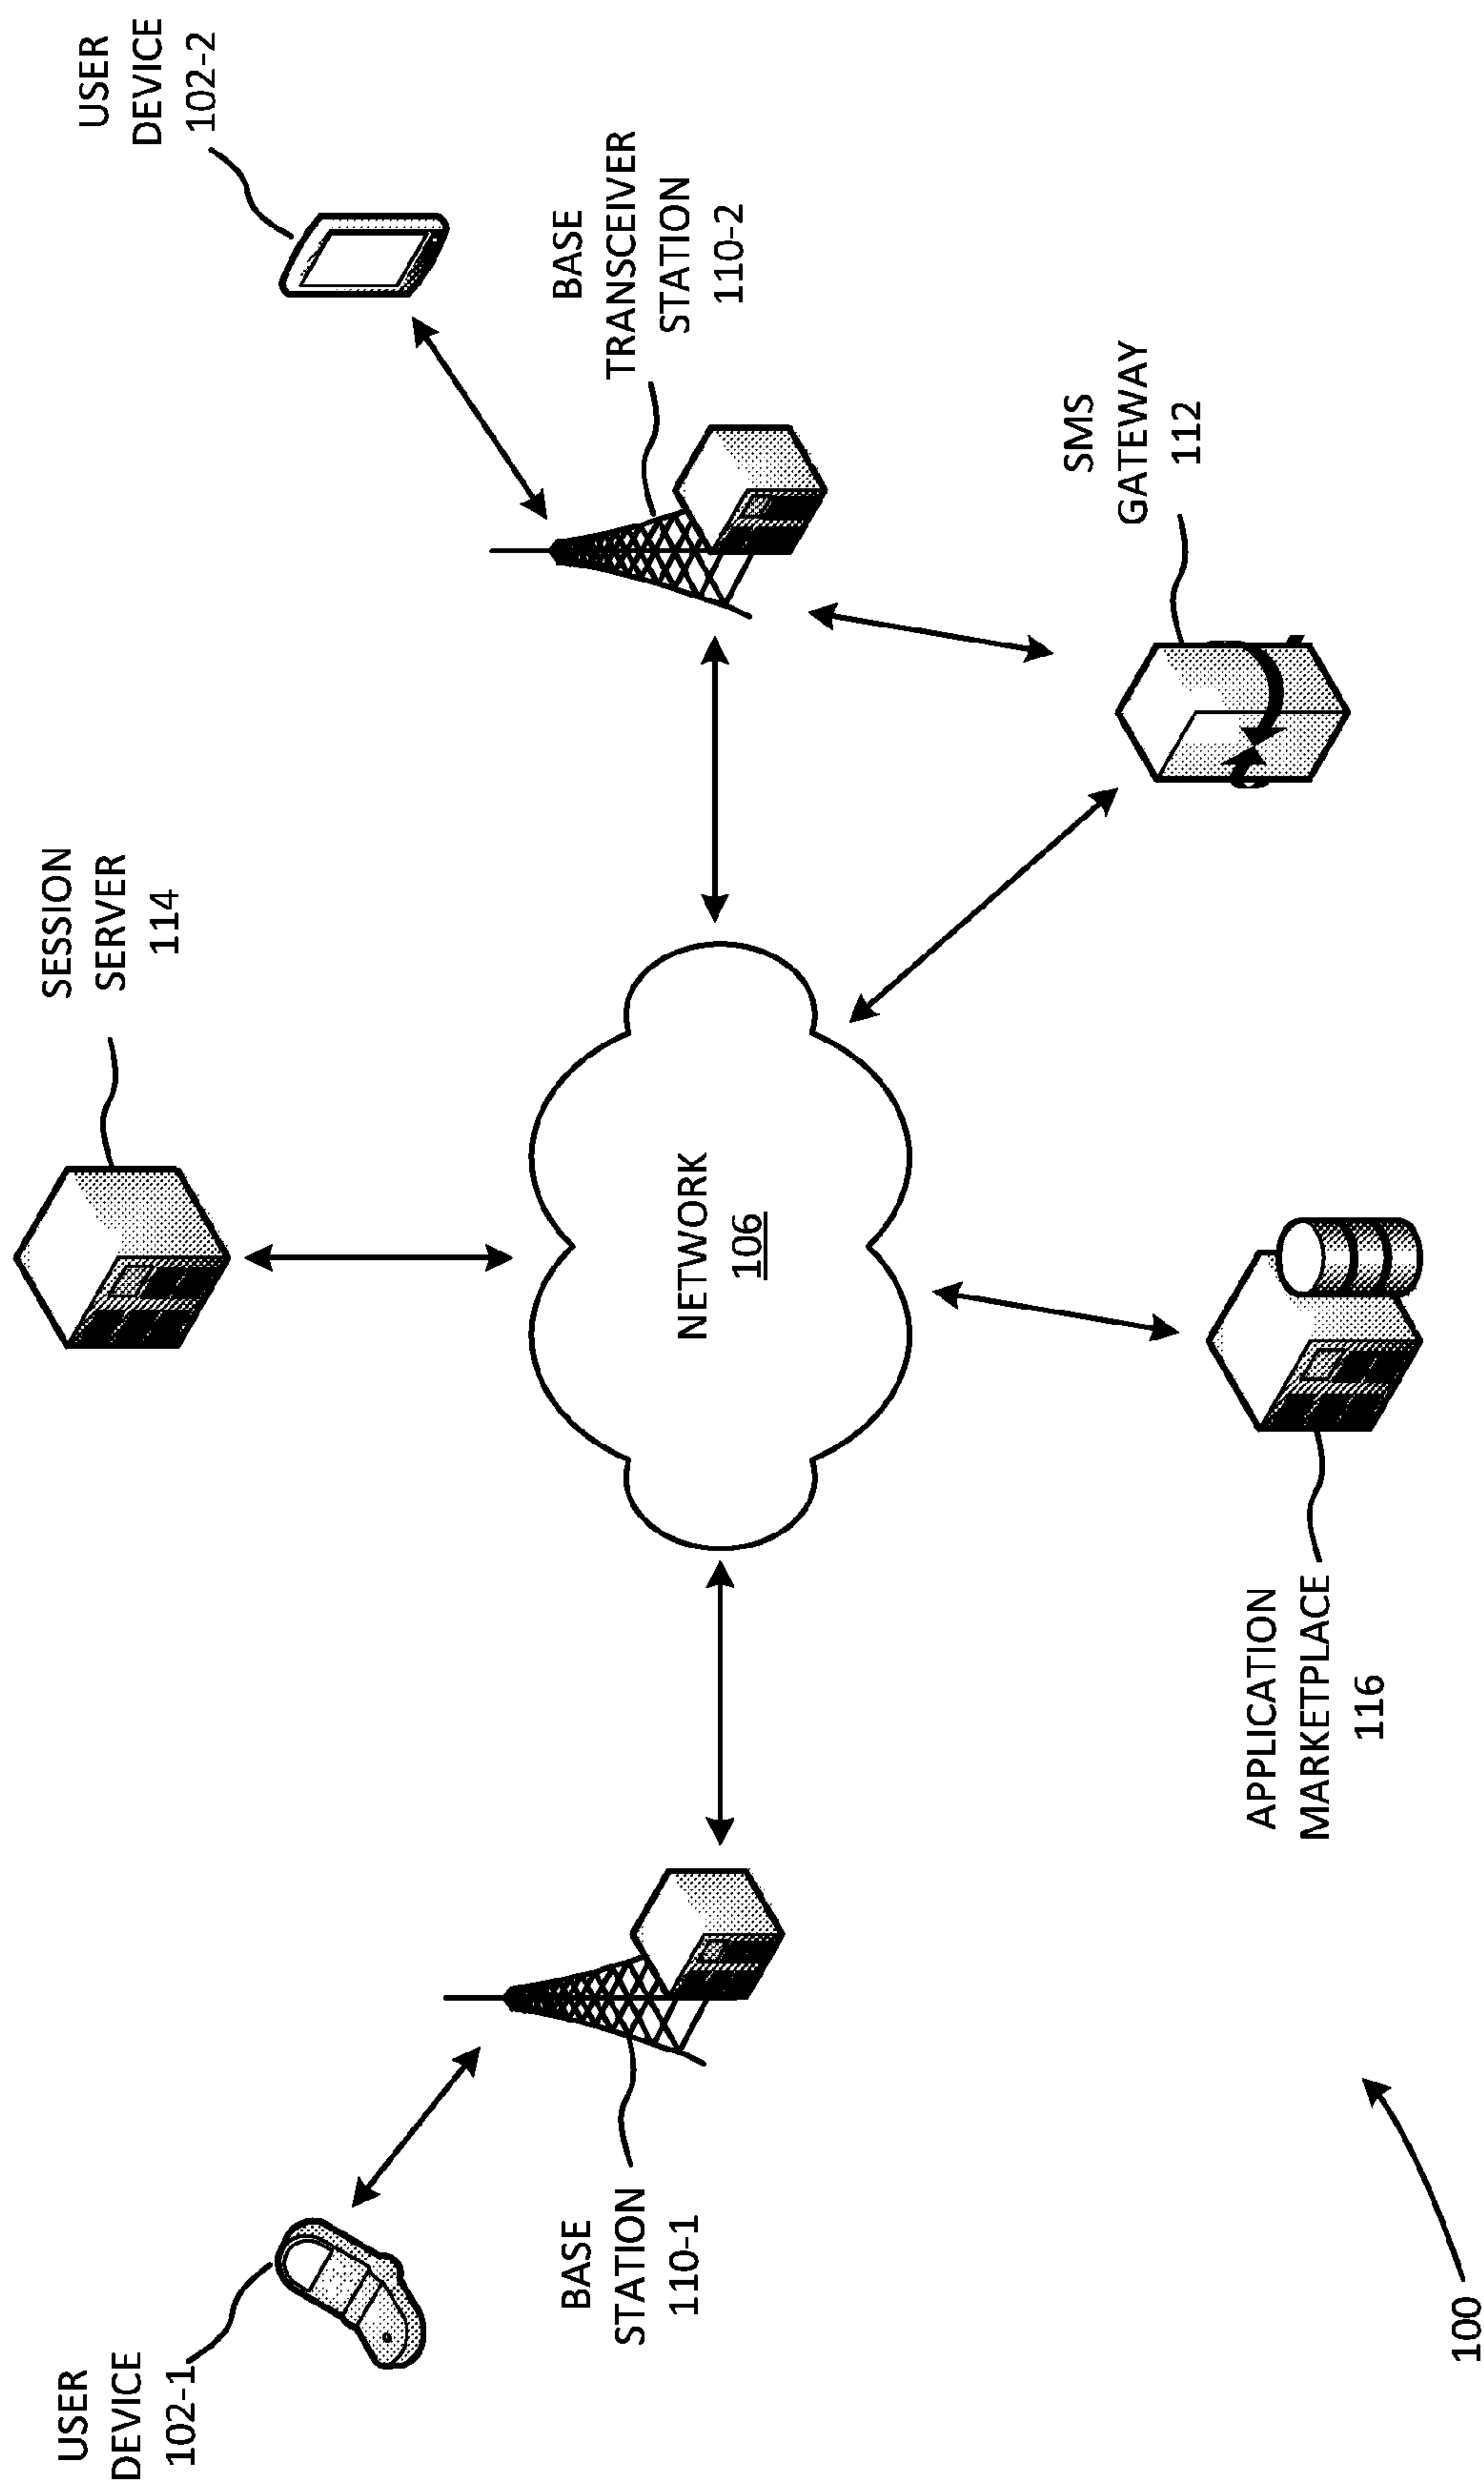 SESSION
SERVER
114
USER
DEVICE
102-1
USER
DEVICE
102-2
BASE
STATION
110-1
NETWORK
106
BASE
TRANSCEIVER
STATION
110-2
APPLICATION
MARKETPLACE
116
SMS
GATEWAY
112
100